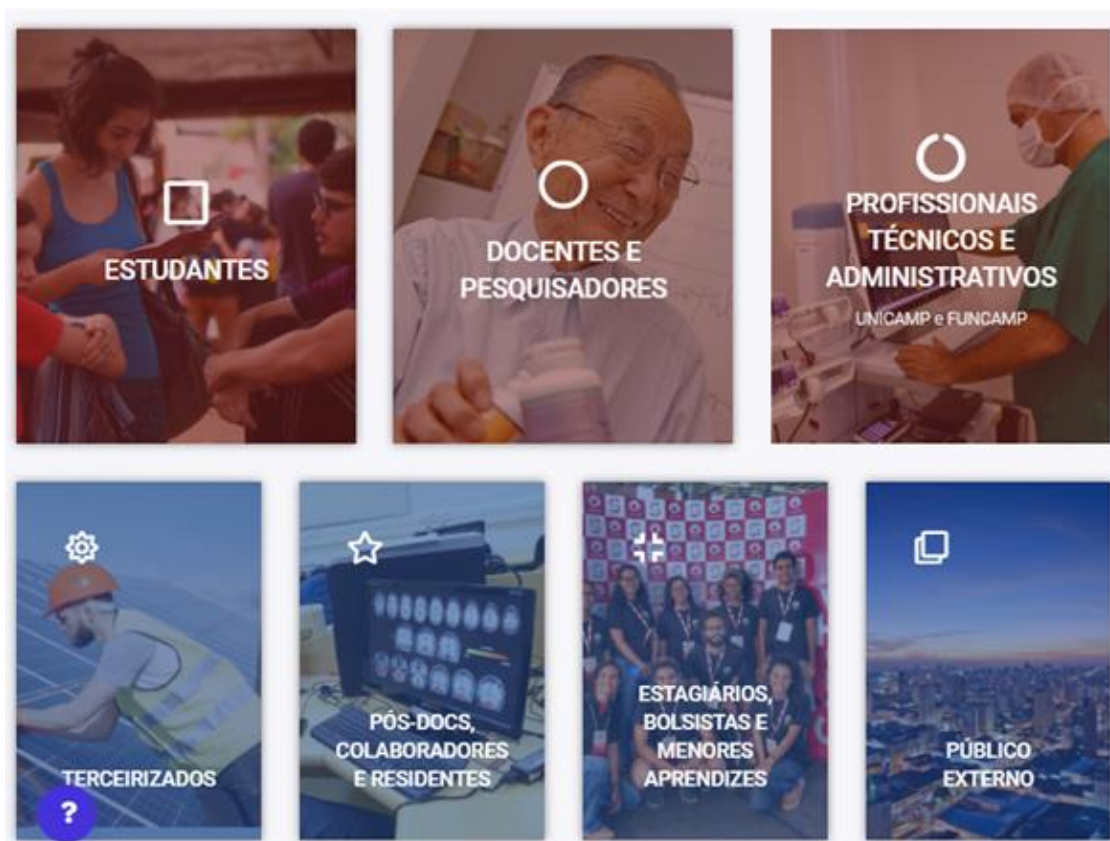 ESTUDANTES
DOCENTES E
PESQUISADORES
PROFISSIONAIS
TÉCNICOS E
ADMINISTRATIVOS
UNICAMP e FUNCAMP
TERCEIRIZADOS
PÓS-DOCS,
COLABORADORES
E RESIDENTES
ESTAGIÁRIOS,
BOLSISTAS E
MENORES
APRENDIZES
PÚBLICO
EXTERNO
?